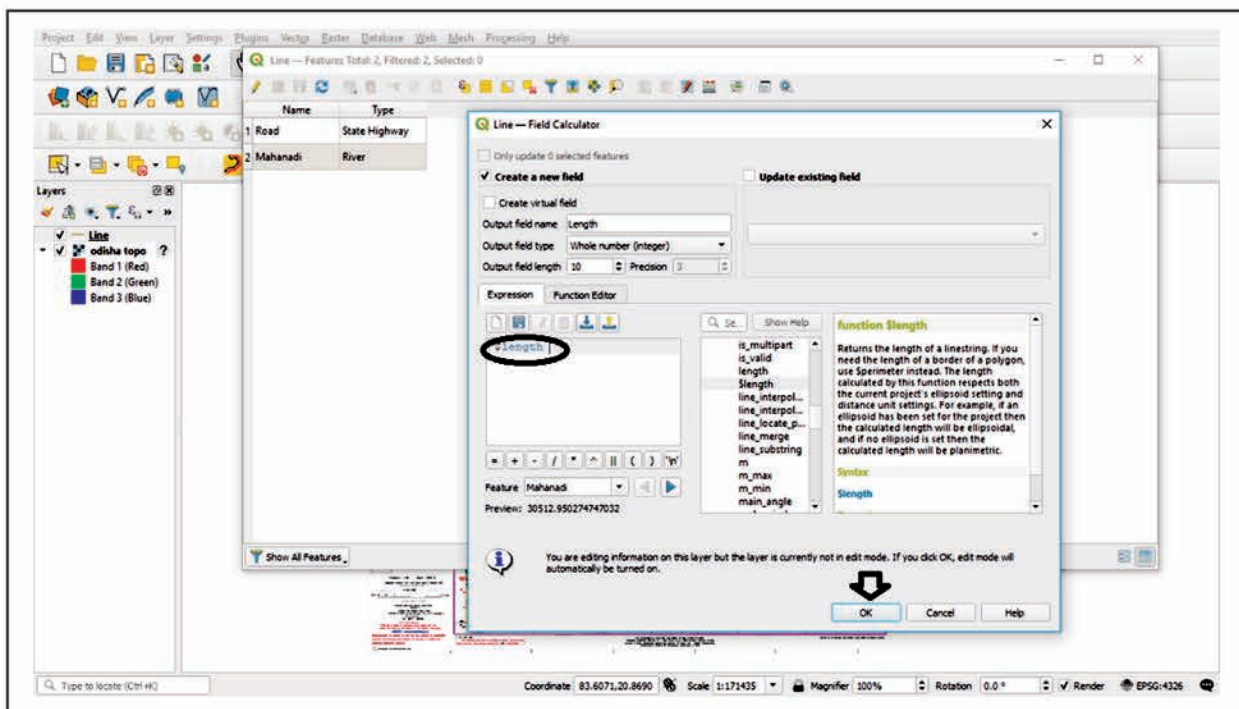 Project Edit View Layer Settings Plugins Vector Raster Database Web Mesh Processing Help
Line — Features Total: 2, Filtered: 2, Selected: 0
Name Type
1 Road State Highway
2 Mahanadi River
Layers
Line
odisha topo ?
Band 1 (Red)
Band 2 (Green)
Band 3 (Blue)
Line — Field Calculator
Only update 0 selected features
Create a new field
Update existing field
Create virtual field
Output field name Length
Output field type Whole number (integer)
Output field length 10 Precision 3
Expression Function Editor
Se... Show Help
length
= + - / * ^ || ( ) '\n'
Feature Mahanadi
Preview: 30512.950274747032
is_multipart
is_valid
length
$length
line_interpol...
line_interpol...
line_locate_p...
line_merge
line_substring
m
m_max
m_min
main_angle
function $length
Returns the length of a linestring. If you
need the length of a border of a polygon,
use $perimeter instead. The length
calculated by this function respects both
the current project's ellipsoid setting and
distance unit settings. For example, if an
ellipsoid has been set for the project then
the calculated length will be ellipsoidal,
and if no ellipsoid is set then the
calculated length will be planimetric.
Syntax
$length
You are editing information on this layer but the layer is currently not in edit mode. If you click OK, edit mode will
automatically be turned on.
OK Cancel Help
Show All Features
Type to locate (Ctrl+K)
Coordinate 83.6071,20.8690 Scale 1:171435 Magnifier 100% Rotation 0.0 ° Render EPSG:4326